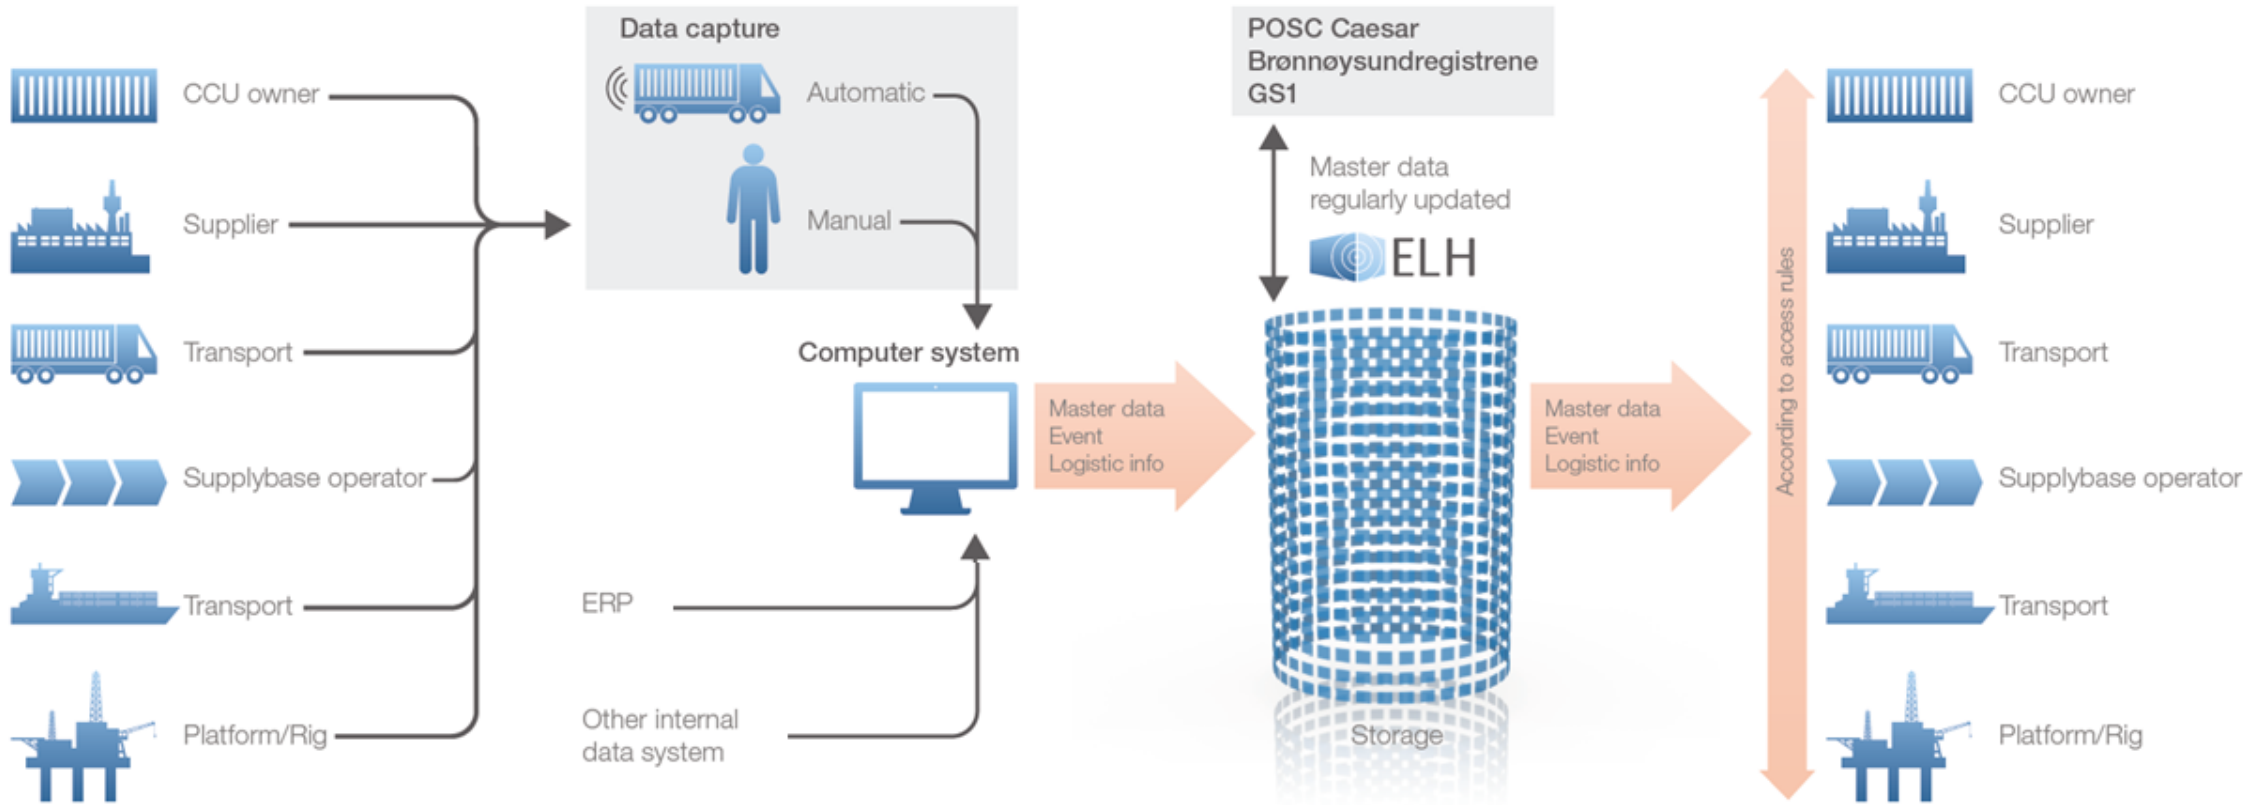 CCU owner
Supplier
Transport
Supplybase operator
Transport
Platform/Rig
Data capture
Automatic
Manual
Computer system
ERP
Other internal
data system
Master data
Event
Logistic info
POSC Caesar
Brønnøysundregistrene
GS1
Master data
regularly updated
ELH
Storage
Master data
Event
Logistic info
According to access rules
CCU owner
Supplier
Transport
Supplybase operator
Transport
Platform/Rig